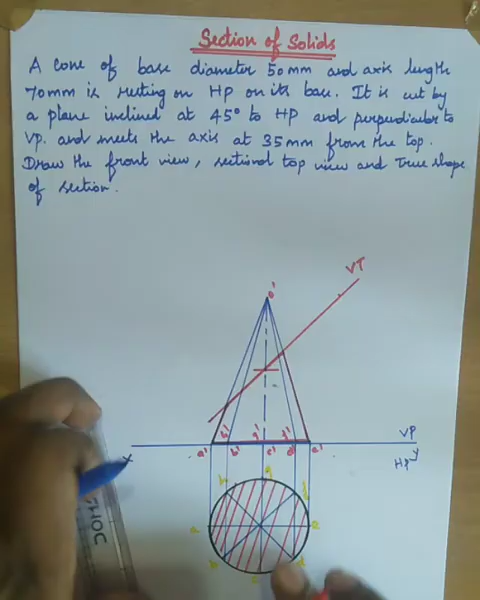 Section of Solids
A cone of base diameter 50mm and axis length
70mm is resting on HP on its base. It is cut by
a plane inclined at 45° to HP and perpendicular to
VP. and meets the axis at 35mm from the top.
Draw the front view, sectional top view and True shape
of section.
VT
o'
h' g' f'
VP
a' b' c' d' e'
X
HP Y
g
h f
a e
b d
c